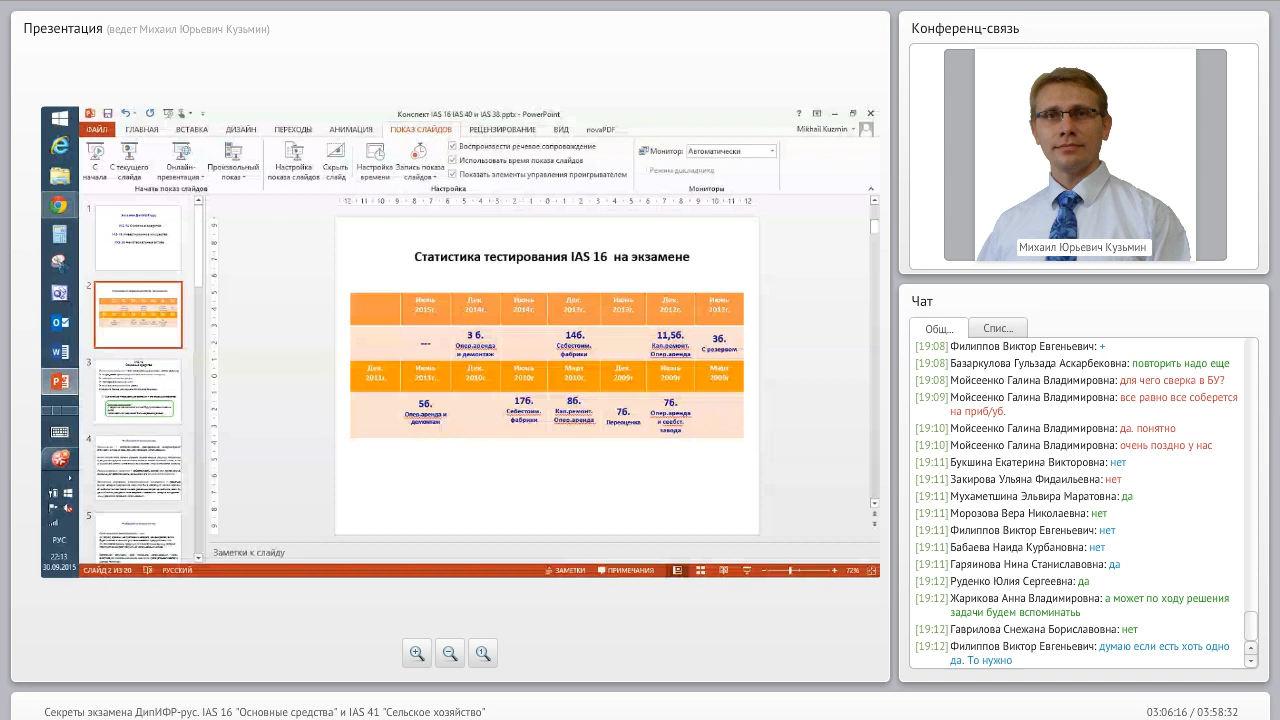 Презентация (ведет Михаил Юрьевич Кузьмин)
Конспект IAS 16 IAS 40 и IAS 38.pptx - PowerPoint
ФАЙЛ ГЛАВНАЯ ВСТАВКА ДИЗАЙН ПЕРЕХОДЫ АНИМАЦИЯ ПОКАЗ СЛАЙДОВ РЕЦЕНЗИРОВАНИЕ ВИД novaPDF Mikhail Kuzmin
С начала
С текущего слайда
Онлайн-презентация
Произвольный показ
Настройка показа слайдов
Скрыть слайд
Настройка времени
Запись показа слайдов
Воспроизвести речевое сопровождение
Использовать время показа слайдов
Показать элементы управления проигрывателем
Монитор: Автоматически
Режим докладчика
Начать показ слайдов
Настройка
Мониторы
1
2
3
4
5
Статистика тестирования IAS 16 на экзамене
Июнь 2015г. Дек. 2014г. Июнь 2014г. Дек. 2013г. Июнь 2013г. Дек. 2012г. Июнь 2012г.
---
3 б. Опер.аренда и демонтаж
14б. Себестоим. фабрики
11,5б. Кап.ремонт. Опер.аренда
3б. С резервом
Дек. 2011г. Июнь 2011г. Дек. 2010г. Июнь 2010г Март 2010г. Дек. 2009г Июнь 2009г Март 2009г
5б. Опер.аренда и демонтаж
17б. Себестоим. фабрики
8б. Кап.ремонт. Опер.аренда
7б. Переоценка
7б. Опер.аренда и себст. завода
Заметки к слайду
РУС
22:13
30.09.2015
СЛАЙД 2 ИЗ 20 РУССКИЙ ЗАМЕТКИ ПРИМЕЧАНИЯ 72%
Конференц-связь
Михаил Юрьевич Кузьмин
Чат
Общ... Спис...
[19:08] Филиппов Виктор Евгеньевич: +
[19:08] Базаркулова Гульзада Аскарбековна: повторить надо еще
[19:08] Мойсеенко Галина Владимировна: для чего сверка в БУ?
[19:09] Мойсеенко Галина Владимировна: все равно все соберется
на приб/уб.
[19:10] Мойсеенко Галина Владимировна: да. понятно
[19:10] Мойсеенко Галина Владимировна: очень поздно у нас
[19:11] Букшина Екатерина Викторовна: нет
[19:11] Закирова Ульяна Фидаильевна: нет
[19:11] Мухаметшина Эльвира Маратовна: да
[19:11] Морозова Вера Николаевна: нет
[19:11] Филиппов Виктор Евгеньевич: нет
[19:11] Бабаева Наида Курбановна: нет
[19:11] Гаряинова Нина Станиславовна: да
[19:12] Руденко Юлия Сергеевна: да
[19:12] Жарикова Анна Владимировна: а может по ходу решения
задачи будем вспоминатьь
[19:12] Гаврилова Снежана Бориславовна: нет
[19:12] Филиппов Виктор Евгеньевич: думаю если есть хоть одно
да. То нужно
Секреты экзамена ДипИФР-рус. IAS 16 "Основные средства" и IAS 41 "Сельское хозяйство"
03:06:16 / 03:58:32